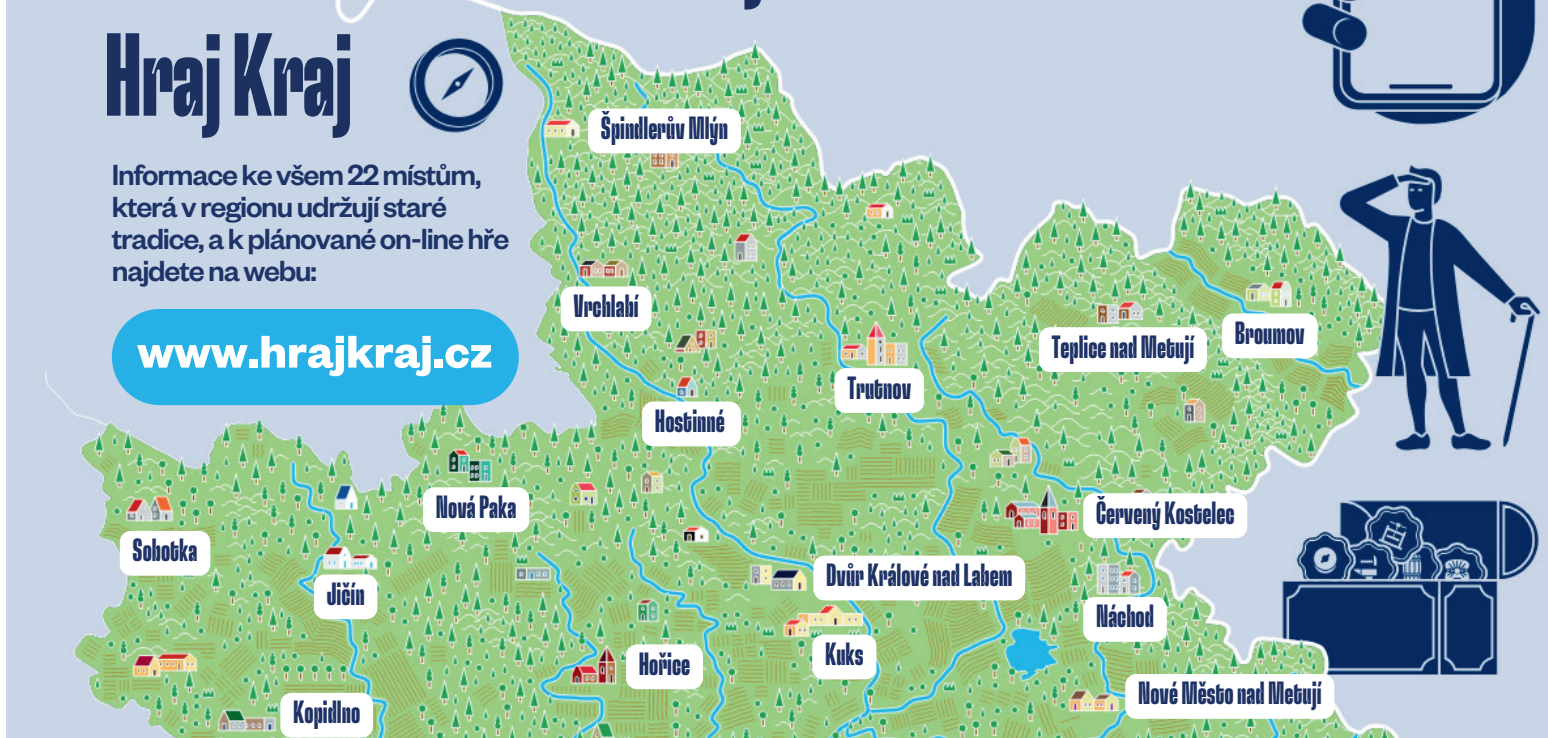 Hraj Kraj
Informace ke všem 22 místům,
která v regionu udržují staré
tradice, a k plánované on-line hře
najdete na webu:
www.hrajkraj.cz
Špindlerův Mlýn
Vrchlabí
Teplice nad Metují
Broumov
Trutnov
Hostinné
Nová Paka
Červený Kostelec
Sobotka
Jičín
Dvůr Králové nad Labem
Náchod
Kuks
Hořice
Nové Město nad Metují
Kopidlno